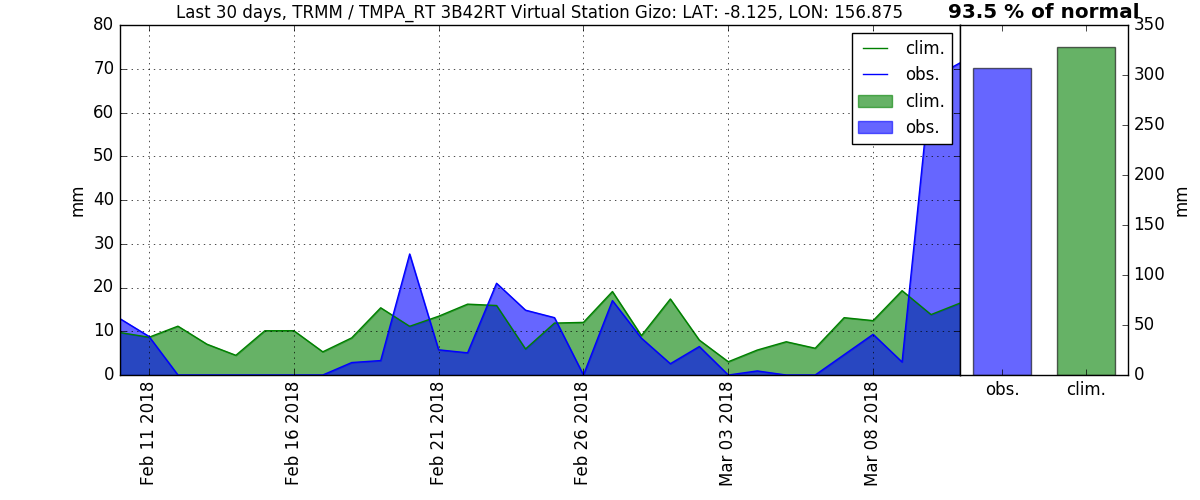 Last 30 days, TRMM / TMPA_RT 3B42RT Virtual Station Gizo: LAT: -8.125, LON: 156.875
93.5 % of normal
80
70
60
50
40
30
20
10
0
mm
clim.
obs.
clim.
obs.
350
300
250
200
150
100
50
0
mm
Feb 11 2018
Feb 16 2018
Feb 21 2018
Feb 26 2018
Mar 03 2018
Mar 08 2018
obs.
clim.